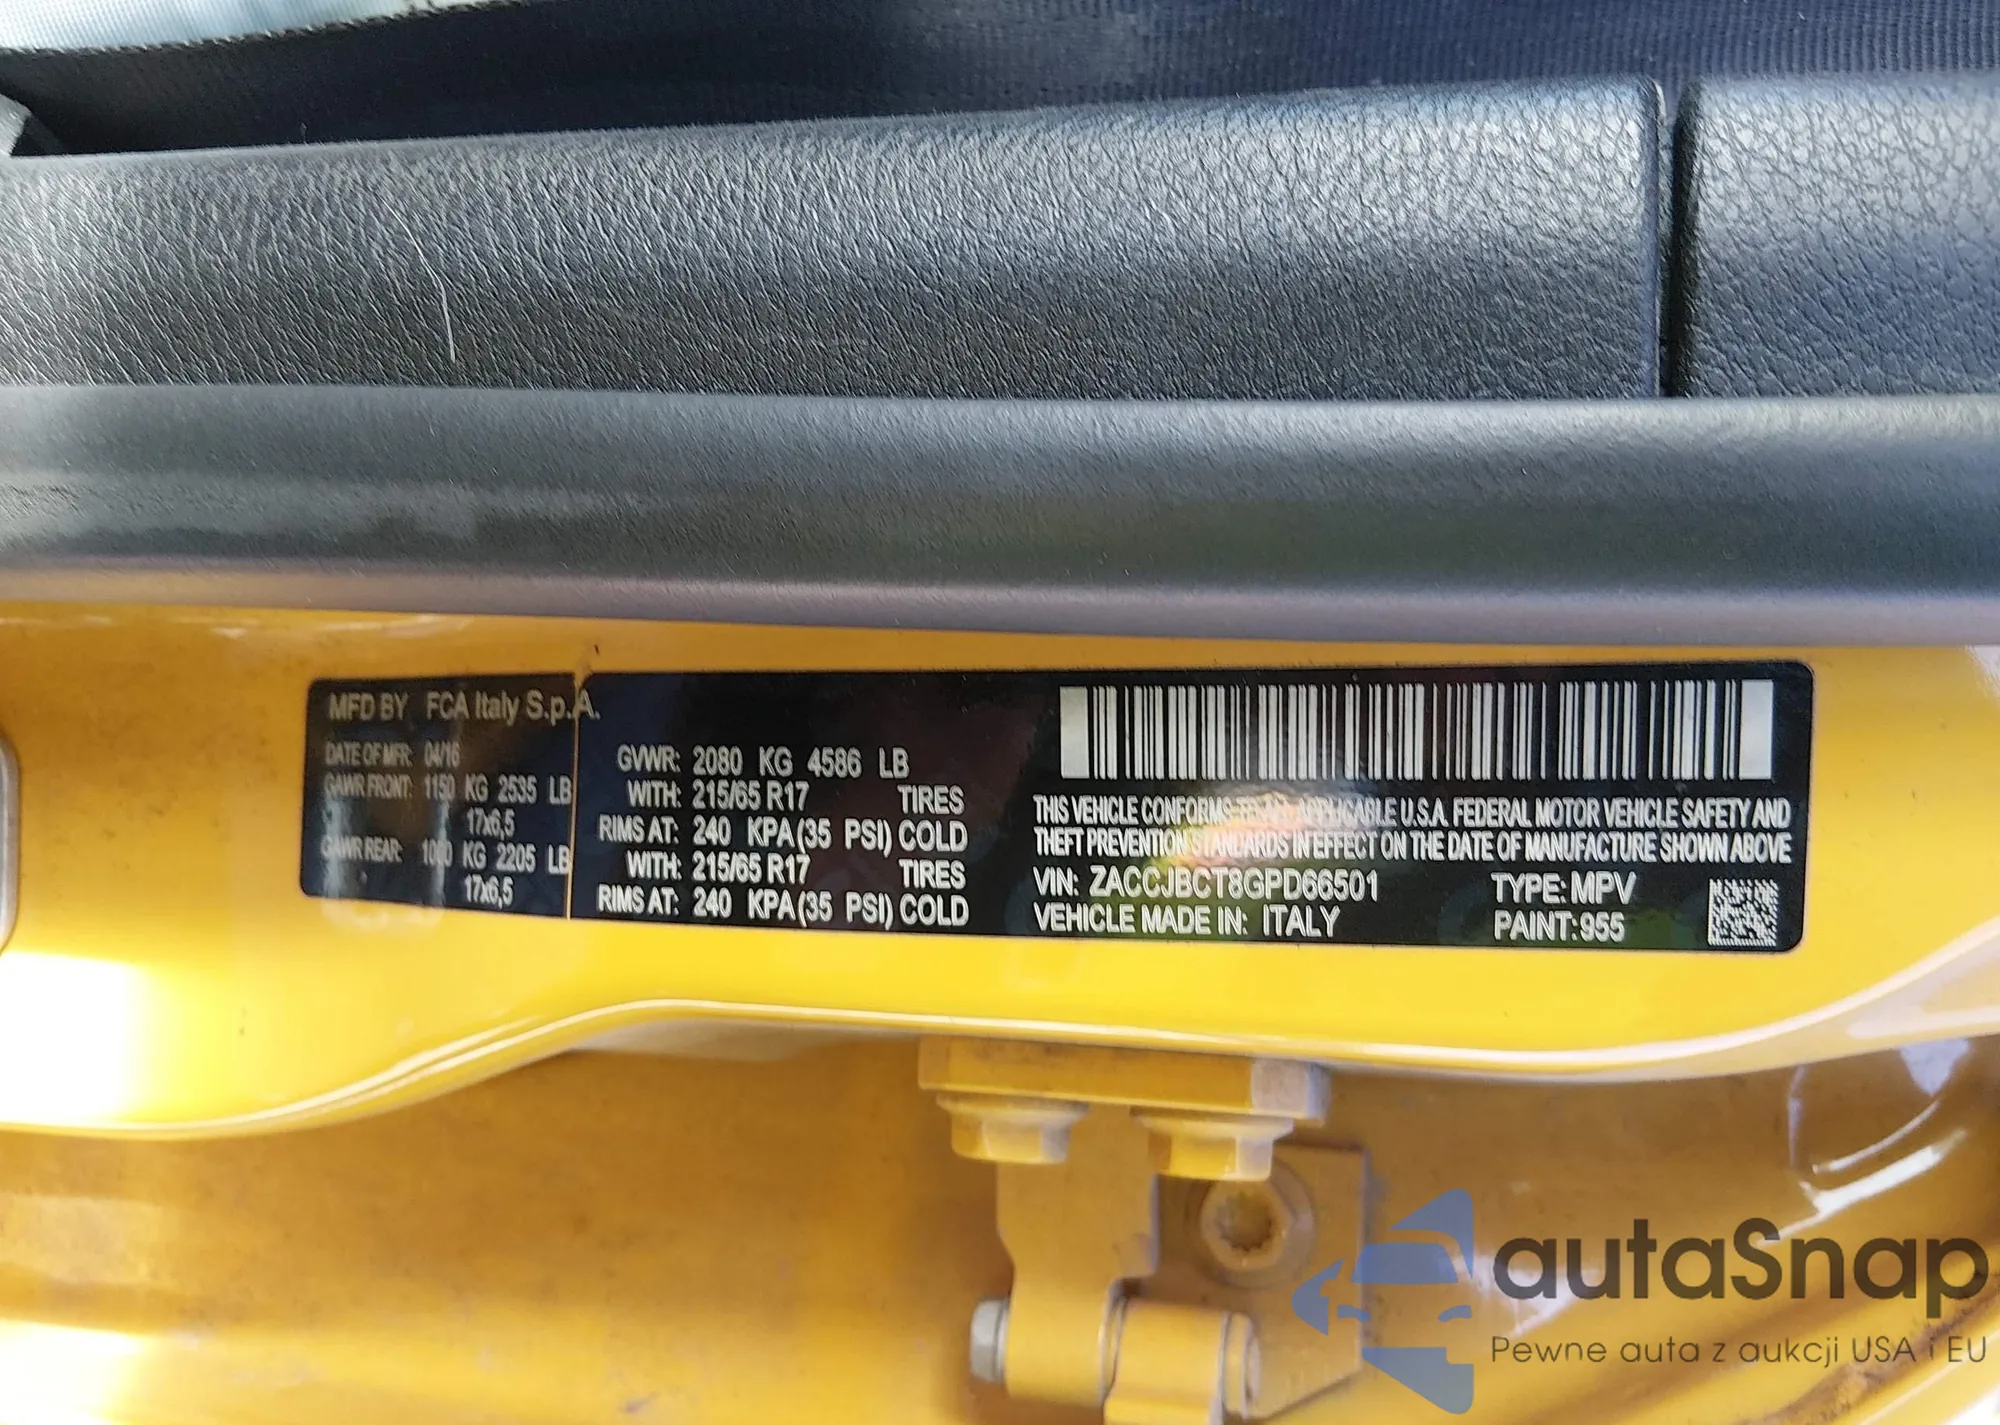 MFD BY FCA Italy S.p.A.
DATE OF MFR: 04/16
GAWR FRONT: 1150 KG 2535 LB
17x6,5
GAWR REAR: 1000 KG 2205 LB
17x6,5
GVWR: 2080 KG 4586 LB
WITH: 215/65 R17 TIRES
RIMS AT: 240 KPA(35 PSI) COLD
WITH: 215/65 R17 TIRES
RIMS AT: 240 KPA(35 PSI) COLD
THIS VEHICLE CONFORMS TO ALL APPLICABLE U.S.A. FEDERAL MOTOR VEHICLE SAFETY AND
THEFT PREVENTION STANDARDS IN EFFECT ON THE DATE OF MANUFACTURE SHOWN ABOVE
VIN: ZACCJBCT8GPD66501 TYPE: MPV
VEHICLE MADE IN: ITALY PAINT: 955
autaSnap
Pewne auta z aukcji USA i EU